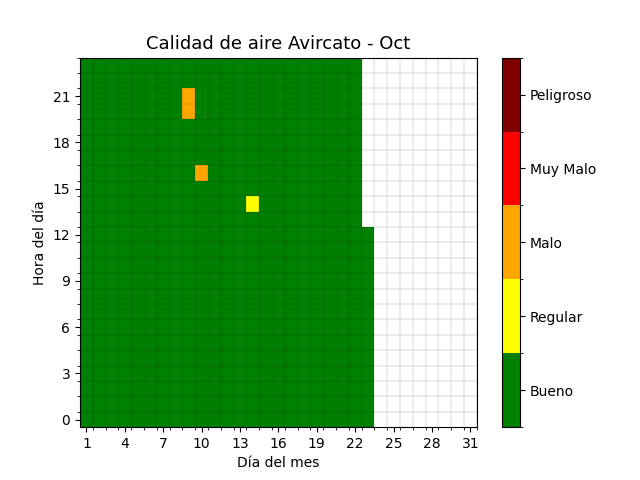 Calidad de aire Avircato - Oct
Hora del día
21
18
15
12
9
6
3
0
1 4 7 10 13 16 19 22 25 28 31
Día del mes
Peligroso
Muy Malo
Malo
Regular
Bueno